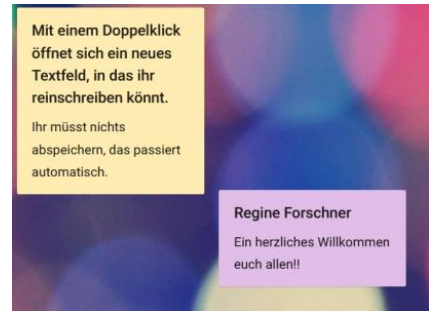 Mit einem Doppelklick
öffnet sich ein neues
Textfeld, in das ihr
reinschreiben könnt.
Ihr müsst nichts
abspeichern, das passiert
automatisch.
Regine Forschner
Ein herzliches Willkommen
euch allen!!